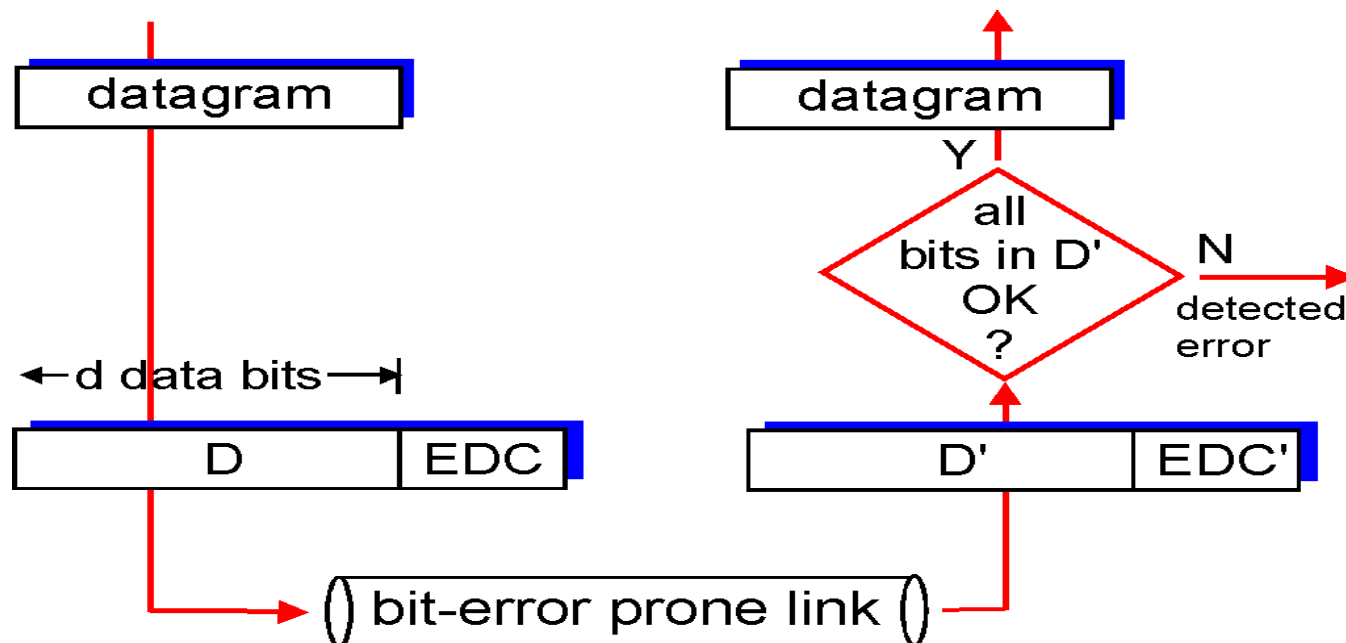 datagram
d data bits
D
EDC
bit-error prone link
datagram
Y
all
bits in D'
OK
?
N
detected
error
D'
EDC'